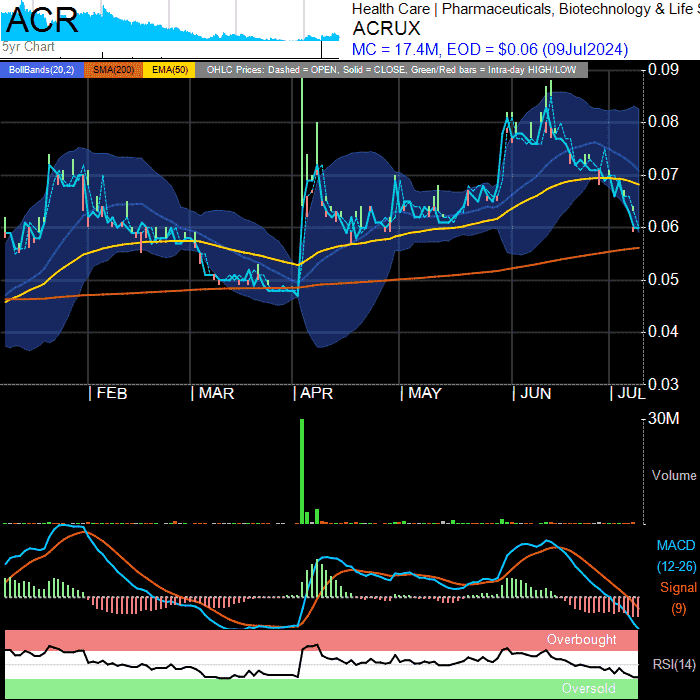 ACR
5yr Chart
Health Care | Pharmaceuticals, Biotechnology & Life S
ACRUX
MC = 17.4M, EOD = $0.06 (09Jul2024)
BollBands(20,2) SMA(200) EMA(50) OHLC Prices: Dashed = OPEN, Solid = CLOSE, Green/Red bars = Intra-day HIGH/LOW
0.09
0.08
0.07
0.06
0.05
0.04
0.03
| FEB | MAR | APR | MAY | JUN | JUL
30M
Volume
MACD
(12-26)
Signal
(9)
Overbought
RSI(14)
Oversold